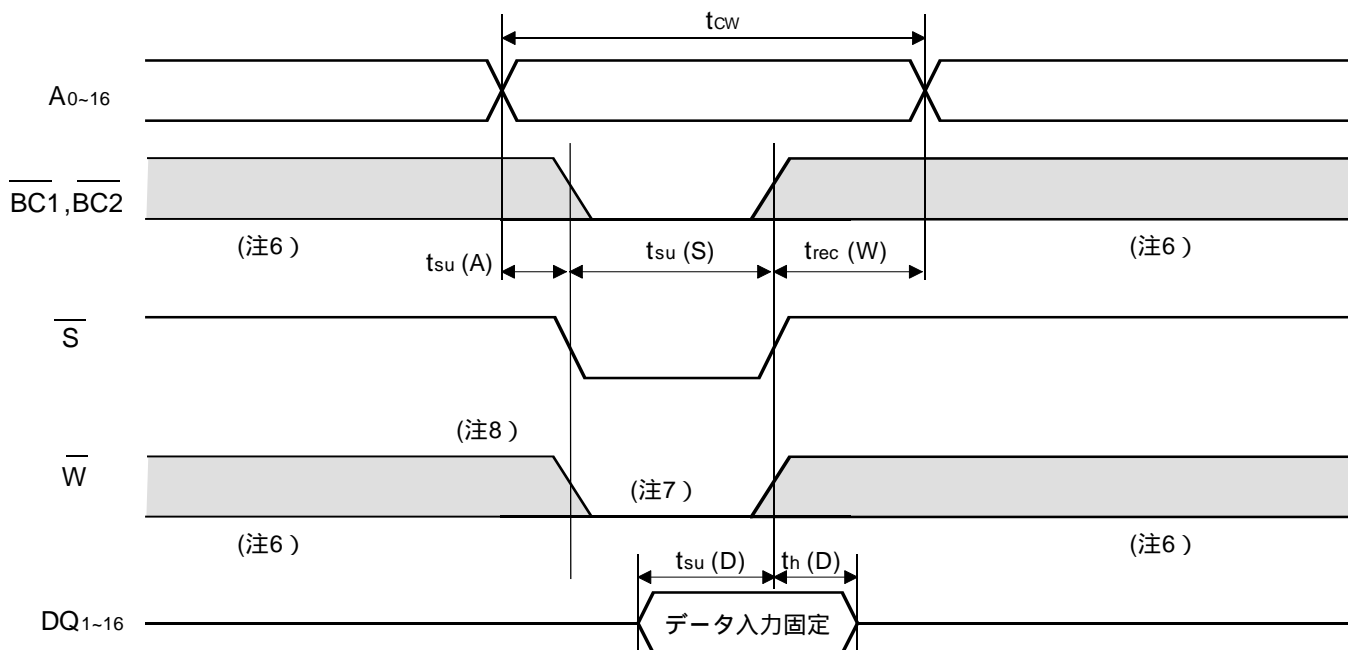 tcw
A0~16
BC1,BC2
(注6)
(注6)
tsu (A)
tsu (S)
trec (W)
S
(注8)
W
(注7)
(注6)
(注6)
tsu (D)
th (D)
DQ1~16
データ入力固定